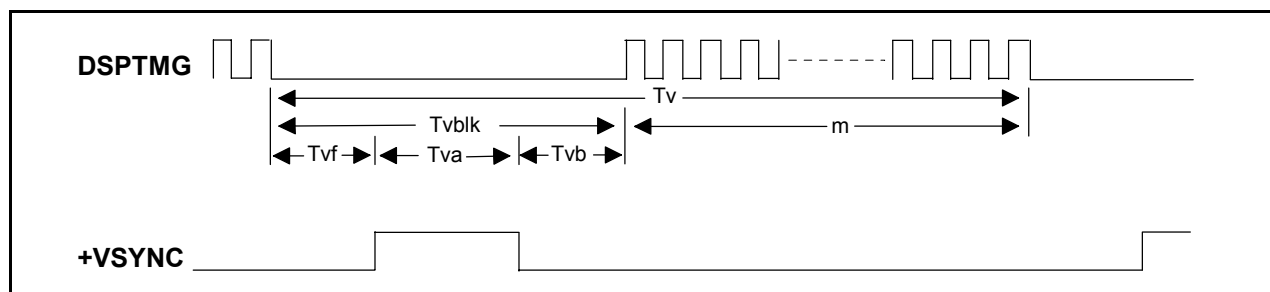 DSPTMG
Tv
Tvblk
m
Tvf
Tva
Tvb
+VSYNC